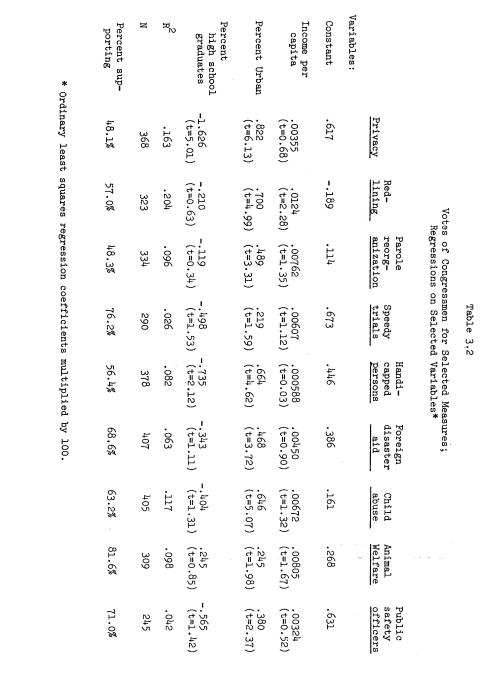 Table 3.2
Votes of Congressmen for Selected Measures;
Regressions on Selected Variables*
Variables: Privacy Red-lining Parole reorg-anization Speedy trials Handi-capped persons Foreign disaster aid Child abuse Animal Welfare Public safety officers
Constant .617 -.189 .114 .673 .446 .386 .161 .268 .631
Income per capita .00355 .0124 .00762 .00607 .000588 .00450 .00672 .00805 .00324
(t=0.68) (t=2.28) (t=1.35) (t=1.12) (t=0.03) (t=0.90) (t=1.32) (t=1.67) (t=0.52)
Percent Urban .822 .700 .489 .219 .664 .468 .646 .245 .380
(t=6.13) (t=4.99) (t=3.31) (t=1.59) (t=4.62) (t=3.72) (t=5.07) (t=1.98) (t=2.37)
Percent high school graduates -1.626 -.210 -.119 -.498 -.735 -.343 -.404 .245 -.565
(t=5.01) (t=0.63) (t=0.34) (t=1.53) (t=2.12) (t=1.11) (t=1.31) (t=0.85) (t=1.42)
R2 .163 .204 .096 .026 .082 .063 .117 .098 .042
N 368 323 334 290 378 407 405 309 245
Percent sup-porting 48.1% 57.0% 48.3% 76.2% 56.4% 68.6% 63.2% 81.6% 71.0%
* Ordinary least squares regression coefficients multiplied by 100.